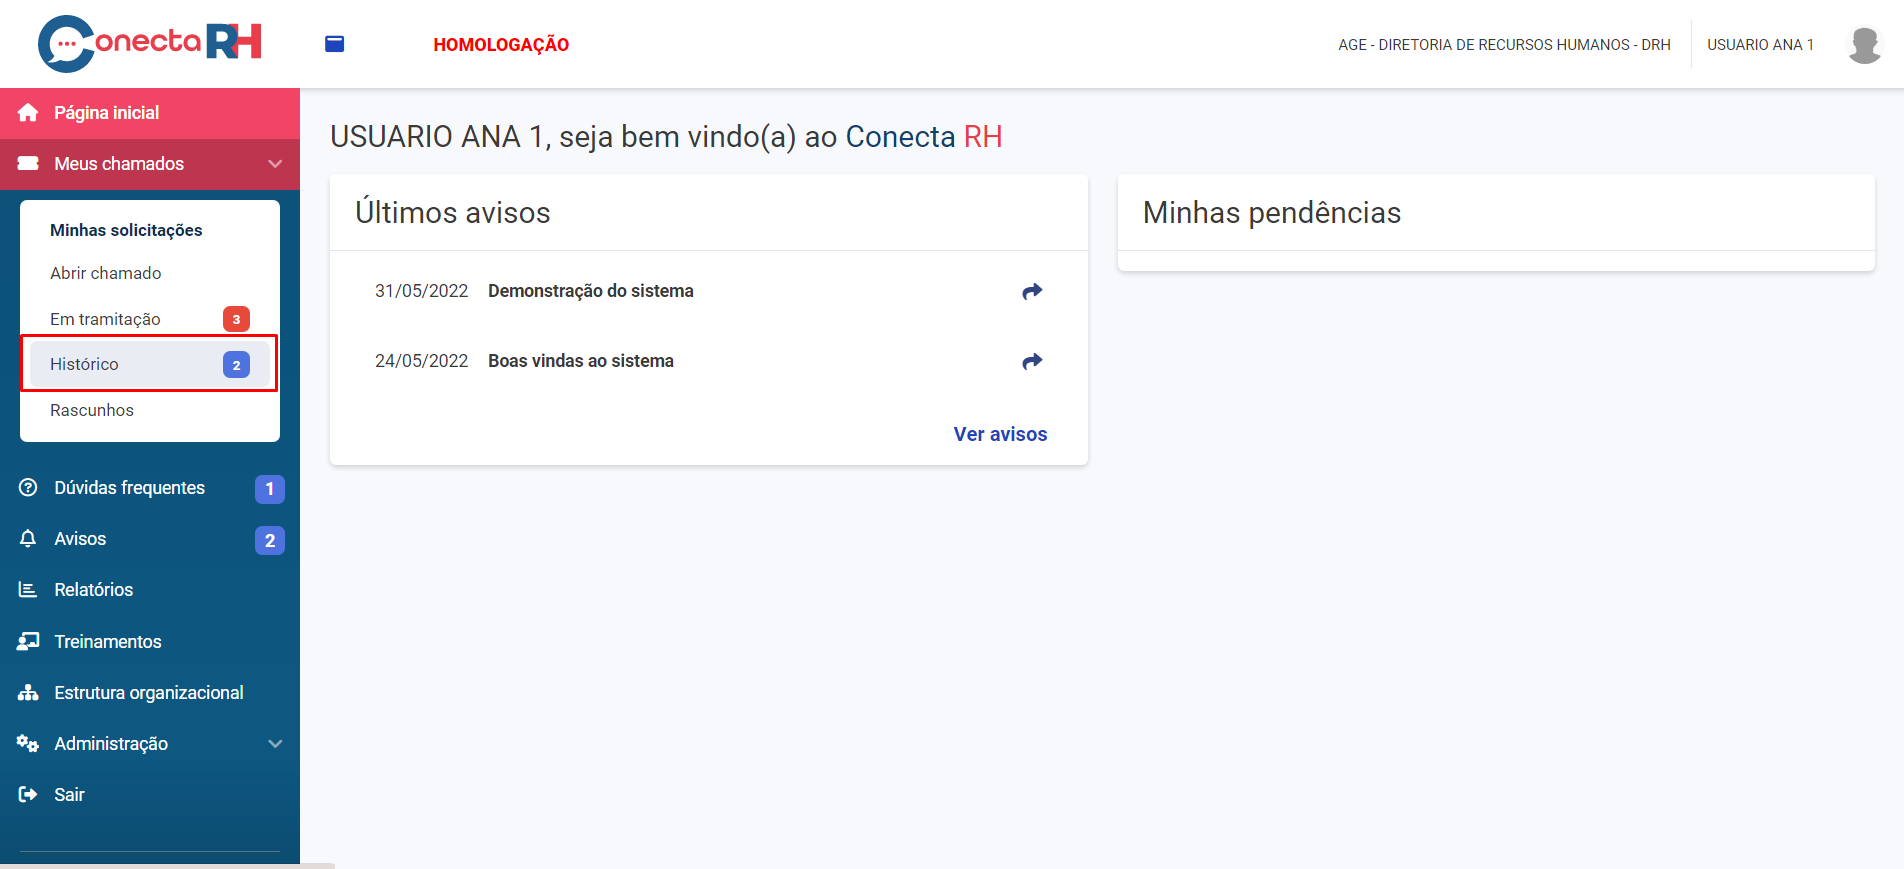 Conecta RH
HOMOLOGAÇÃO
AGE - DIRETORIA DE RECURSOS HUMANOS - DRH
USUARIO ANA 1
Página inicial
Meus chamados
Minhas solicitações
Abrir chamado
Em tramitação 3
Histórico 2
Rascunhos
Dúvidas frequentes 1
Avisos 2
Relatórios
Treinamentos
Estrutura organizacional
Administração
Sair
USUARIO ANA 1, seja bem vindo(a) ao Conecta RH
Últimos avisos
31/05/2022 Demonstração do sistema
24/05/2022 Boas vindas ao sistema
Ver avisos
Minhas pendências